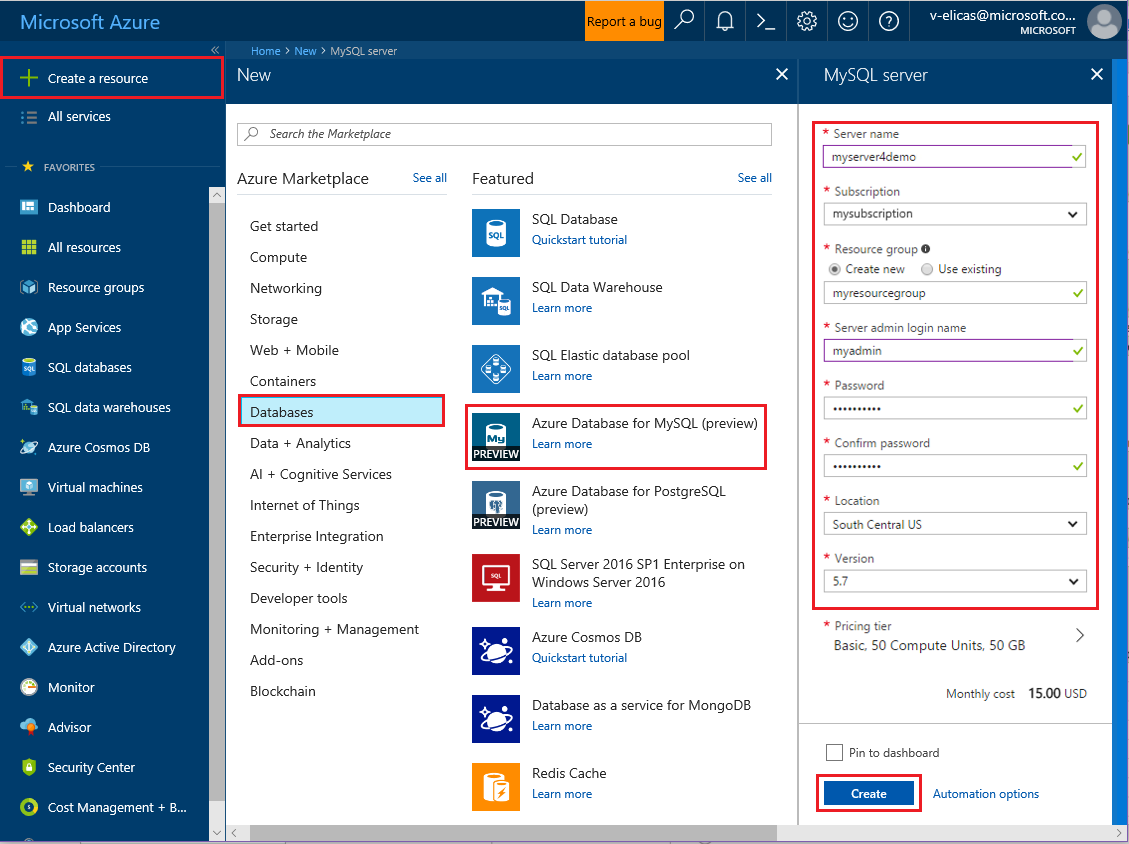 Microsoft Azure
Report a bug
v-elicas@microsoft.co...
MICROSOFT
Create a resource
All services
FAVORITES
Dashboard
All resources
Resource groups
App Services
SQL databases
SQL data warehouses
Azure Cosmos DB
Virtual machines
Load balancers
Storage accounts
Virtual networks
Azure Active Directory
Monitor
Advisor
Security Center
Cost Management + B...
Home > New > MySQL server
New
Search the Marketplace
Azure Marketplace
See all
Get started
Compute
Networking
Storage
Web + Mobile
Containers
Databases
Data + Analytics
AI + Cognitive Services
Internet of Things
Enterprise Integration
Security + Identity
Developer tools
Monitoring + Management
Add-ons
Blockchain
Featured
See all
SQL
SQL Database
Quickstart tutorial
SQL Data Warehouse
Learn more
SQL Elastic database pool
Learn more
My
PREVIEW
Azure Database for MySQL (preview)
Learn more
PREVIEW
Azure Database for PostgreSQL
(preview)
Learn more
SQL
SQL Server 2016 SP1 Enterprise on
Windows Server 2016
Learn more
Azure Cosmos DB
Quickstart tutorial
Database as a service for MongoDB
Learn more
Redis Cache
Learn more
MySQL server
* Server name
myserver4demo
* Subscription
mysubscription
* Resource group
Create new
Use existing
myresourcegroup
* Server admin login name
myadmin
* Password
••••••••••
* Confirm password
••••••••••
* Location
South Central US
* Version
5.7
* Pricing tier
Basic, 50 Compute Units, 50 GB
Monthly cost 15.00 USD
Pin to dashboard
Create
Automation options